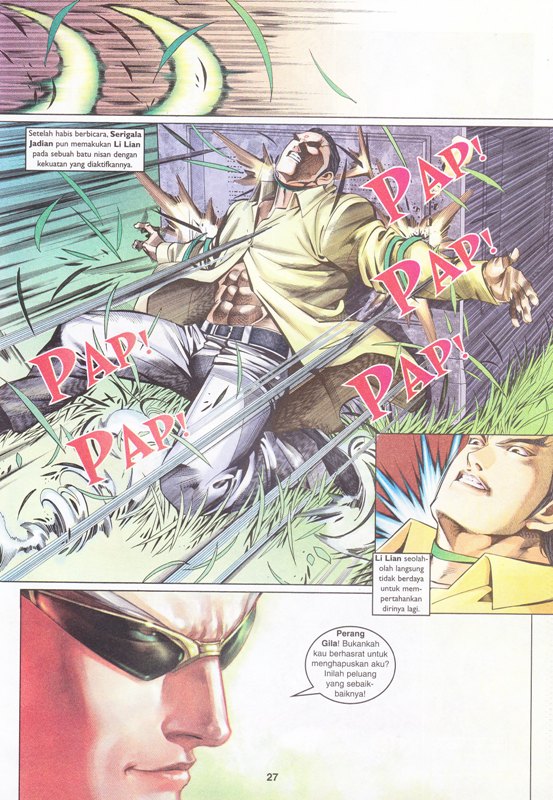 Setelah habis berbicara, Serigala
Jadian pun memakukan Li Lian
pada sebuah batu nisan dengan
kekuatan yang diaktifkannya.
PAP!
PAP!
PAP!
PAP!
PAP!
Li Lian seolah-
olah langsung
tidak berdaya
untuk mem-
pertahankan
dirinya lagi.
Perang
Gila! Bukankah
kau berhasrat untuk
menghapuskan aku?
Inilah peluang
yang sebaik-
baiknya!
27